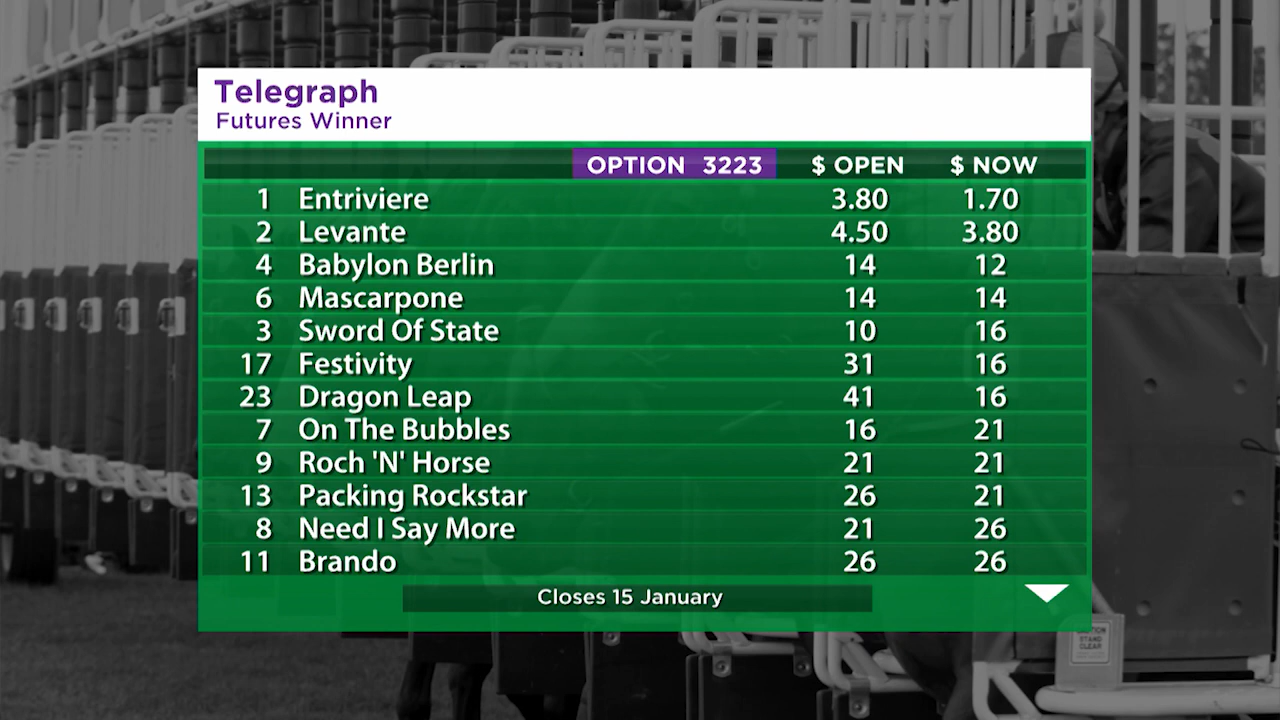 Telegraph
Futures Winner
OPTION 3223 $ OPEN $ NOW
1 Entriviere 3.80 1.70
2 Levante 4.50 3.80
4 Babylon Berlin 14 12
6 Mascarpone 14 14
3 Sword Of State 10 16
17 Festivity 31 16
23 Dragon Leap 41 16
7 On The Bubbles 16 21
9 Roch 'N' Horse 21 21
13 Packing Rockstar 26 21
8 Need I Say More 21 26
11 Brando 26 26
Closes 15 January
STAND
CLEAR